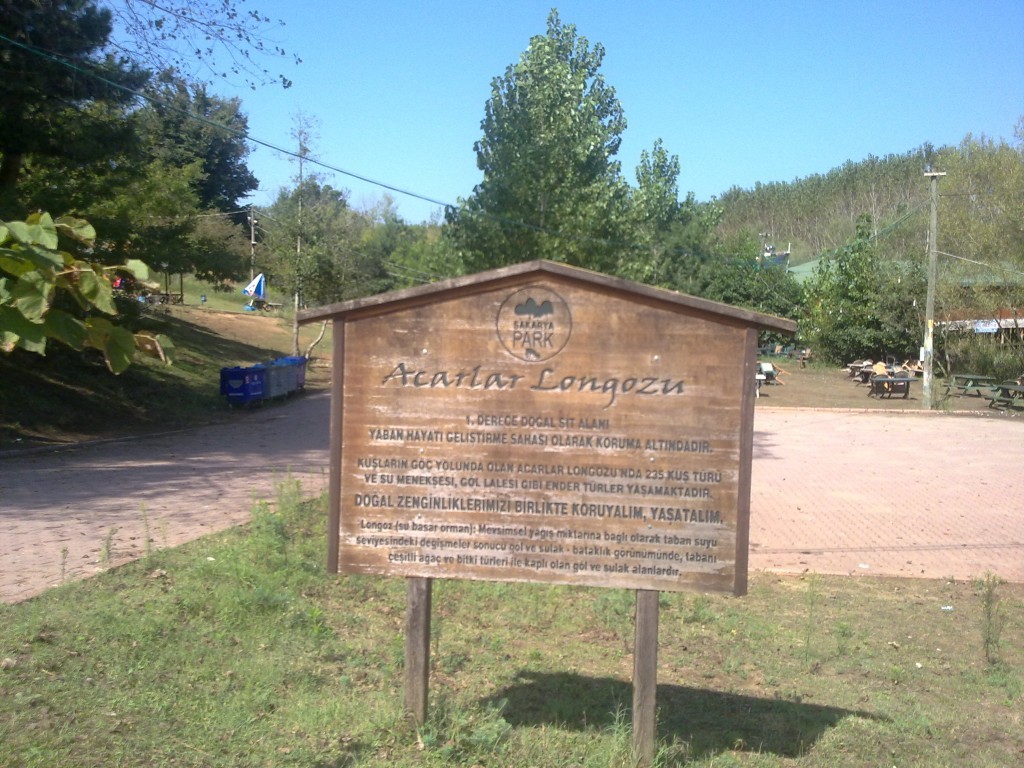 SAKARYA
PARK
Acarlar Longozu
1. DERECE DOĞAL SİT ALANI
YABAN HAYATI GELİŞTİRME SAHASI OLARAK KORUMA ALTINDADIR.
KUŞLARIN GÖÇ YOLUNDA OLAN ACARLAR LONGOZU'NDA 235 KUŞ TÜRÜ
VE SU MENEKŞESİ, GÖL LALESİ GİBİ ENDER TÜRLER YAŞAMAKTADIR.
DOĞAL ZENGİNLİKLERİMİZİ BİRLİKTE KORUYALIM, YAŞATALIM.
Longoz (su basar orman): Mevsimsel yağış miktarına bağlı olarak taban suyu
seviyesindeki değişmeler sonucu göl ve sulak - bataklık görünümünde, tabanı
çeşitli ağaç ve bitki türleri ile kaplı olan göl ve sulak alanlardır.